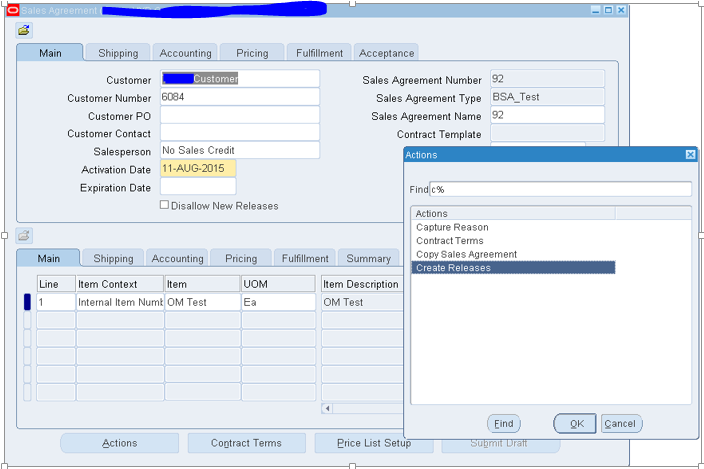 Sales Agreement
Main Shipping Accounting Pricing Fulfillment Acceptance
Customer Customer
Customer Number 6084
Customer PO
Customer Contact
Salesperson No Sales Credit
Activation Date 11-AUG-2015
Expiration Date
Disallow New Releases
Sales Agreement Number 92
Sales Agreement Type BSA_Test
Sales Agreement Name 92
Contract Template
Main Shipping Accounting Pricing Fulfillment Summary
Line Item Context Item UOM Item Description
1 Internal Item Numb OM Test Ea OM Test
Actions Contract Terms Price List Setup Submit Draft
Actions
Find c%
Actions
Capture Reason
Contract Terms
Copy Sales Agreement
Create Releases
Find OK Cancel